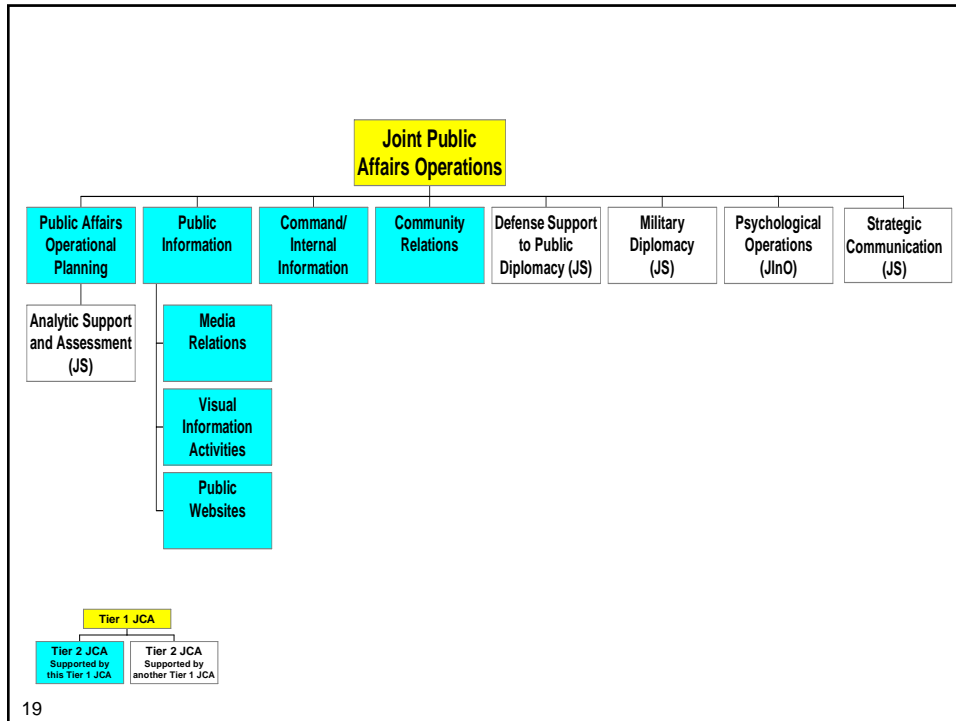 Joint Public
Affairs Operations
Public Affairs
Operational
Planning
Public
Information
Command/
Internal
Information
Community
Relations
Defense Support
to Public
Diplomacy (JS)
Military
Diplomacy
(JS)
Psychological
Operations
(JInO)
Strategic
Communication
(JS)
Analytic Support
and Assessment
(JS)
Media
Relations
Visual
Information
Activities
Public
Websites
Tier 1 JCA
Tier 2 JCA
Supported by
this Tier 1 JCA
Tier 2 JCA
Supported by
another Tier 1 JCA
19